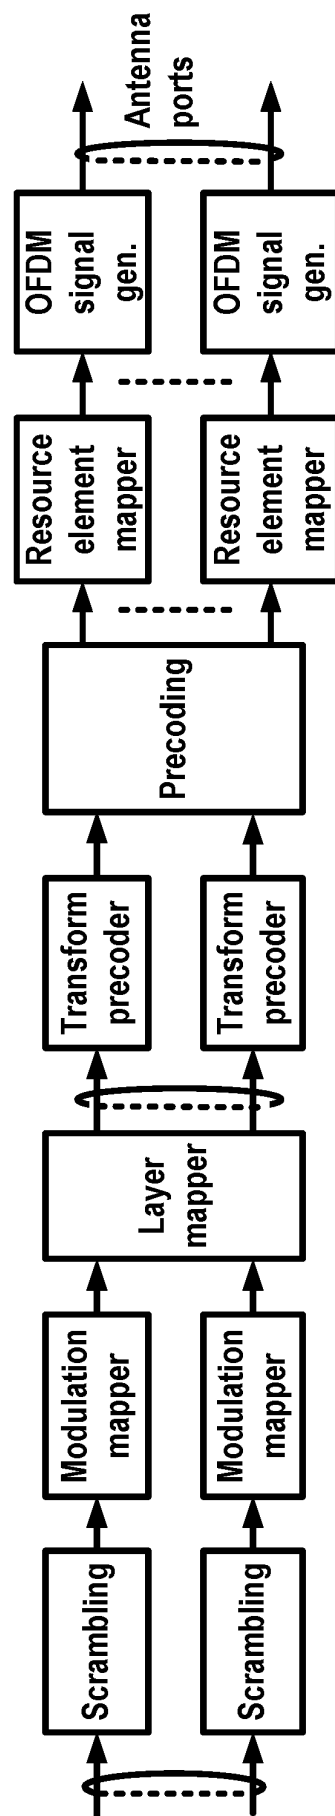 Scrambling
Scrambling
Modulation
mapper
Modulation
mapper
Layer
mapper
Transform
precoder
Transform
precoder
Precoding
Resource
element
mapper
Resource
element
mapper
OFDM
signal
gen.
OFDM
signal
gen.
Antenna
ports